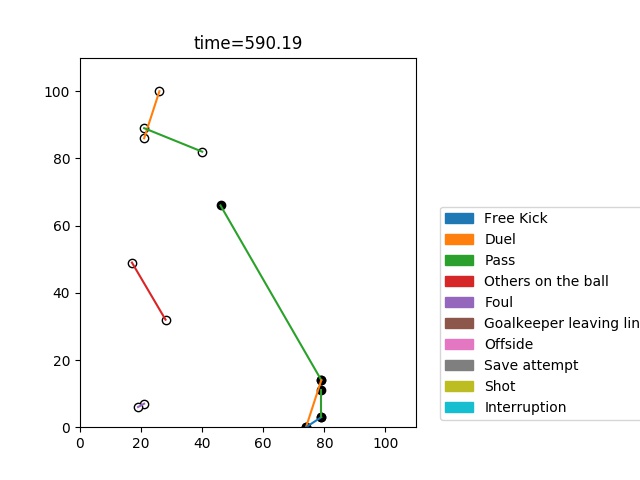 time=590.19
100
80
60
40
20
0
0 20 40 60 80 100
Free Kick
Duel
Pass
Others on the ball
Foul
Goalkeeper leaving lin
Offside
Save attempt
Shot
Interruption